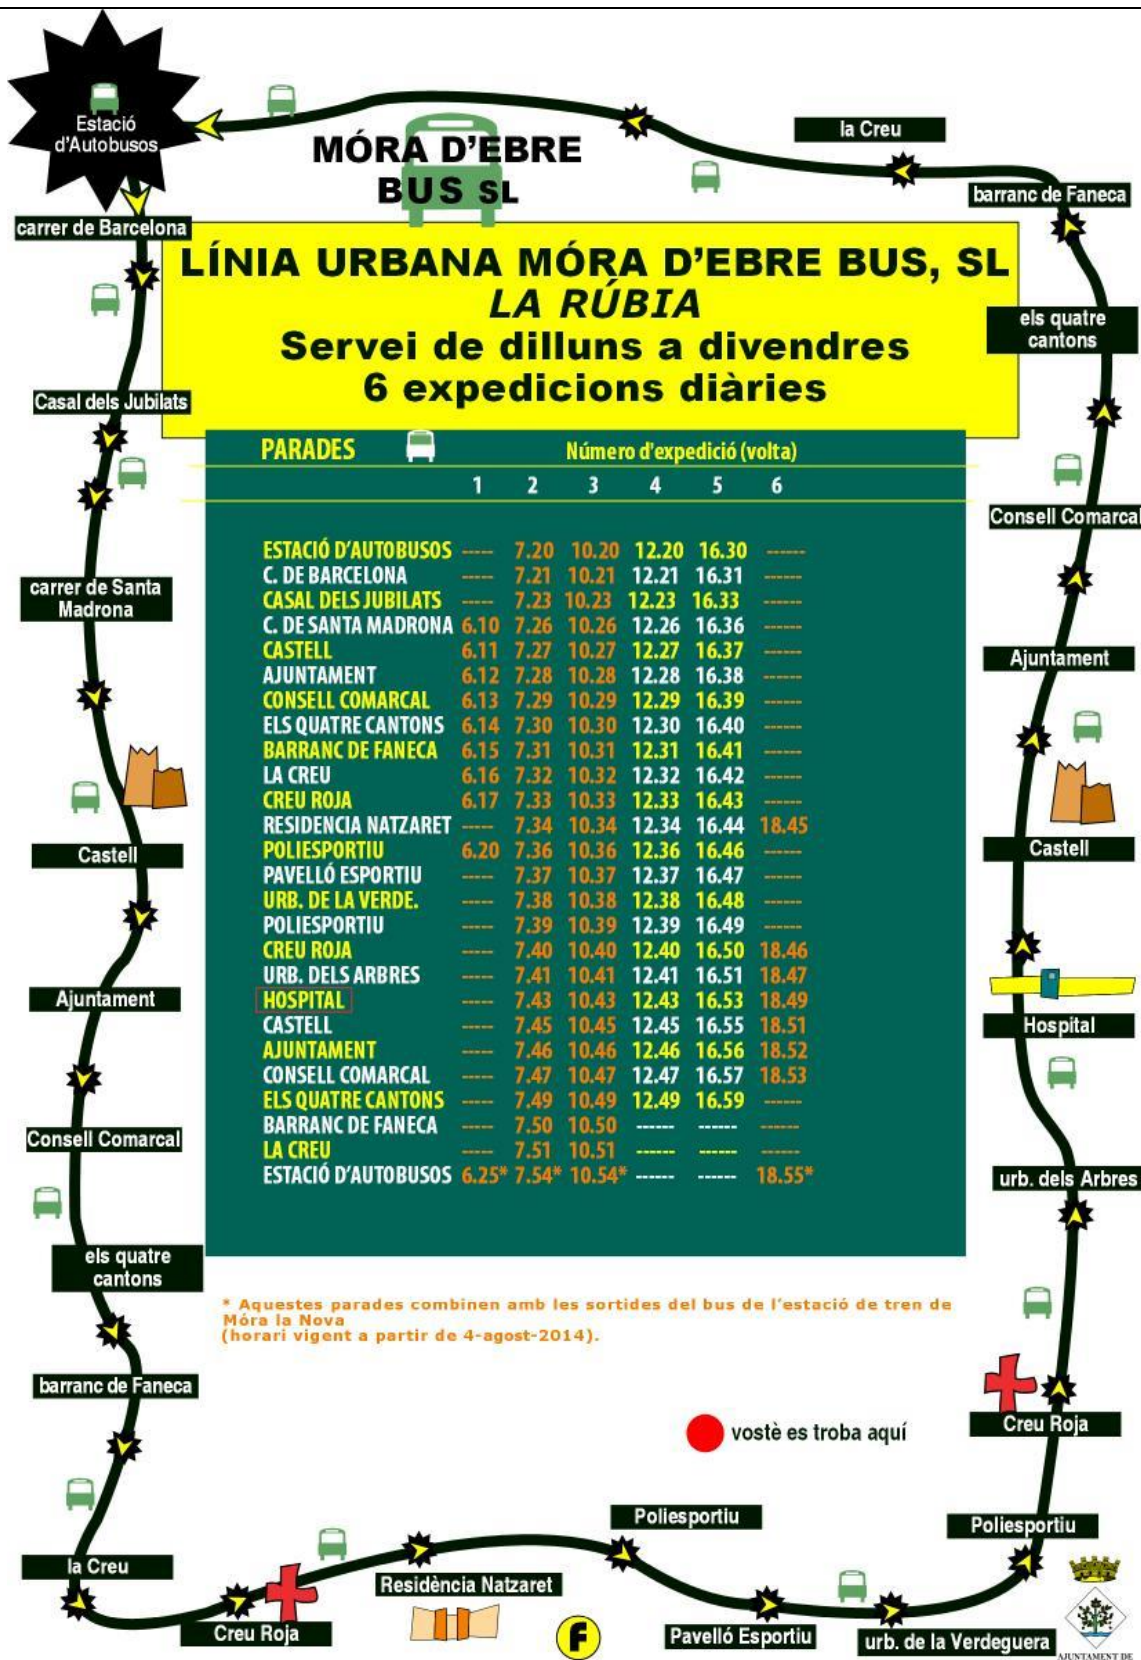 Estació
d'Autobusos
MÓRA D'EBRE
BUS SL
la Creu
barranc de Faneca
carrer de Barcelona
LÍNIA URBANA MÓRA D'EBRE BUS, SL
LA RÚBIA
Servei de dilluns a divendres
6 expedicions diàries
els quatre
cantons
Casal dels Jubilats
PARADES Número d'expedició (volta)
1 2 3 4 5 6
ESTACIÓ D'AUTOBUSOS ----- 7.20 10.20 12.20 16.30 ------
C. DE BARCELONA ----- 7.21 10.21 12.21 16.31 ------
CASAL DELS JUBILATS ----- 7.23 10.23 12.23 16.33 ------
C. DE SANTA MADRONA 6.10 7.26 10.26 12.26 16.36 ------
CASTELL 6.11 7.27 10.27 12.27 16.37 ------
AJUNTAMENT 6.12 7.28 10.28 12.28 16.38 ------
CONSELL COMARCAL 6.13 7.29 10.29 12.29 16.39 ------
ELS QUATRE CANTONS 6.14 7.30 10.30 12.30 16.40 ------
BARRANC DE FANECA 6.15 7.31 10.31 12.31 16.41 ------
LA CREU 6.16 7.32 10.32 12.32 16.42 ------
CREU ROJA 6.17 7.33 10.33 12.33 16.43 ------
RESIDENCIA NATZARET ----- 7.34 10.34 12.34 16.44 18.45
POLIESPORTIU 6.20 7.36 10.36 12.36 16.46 ------
PAVELLÓ ESPORTIU ----- 7.37 10.37 12.37 16.47 ------
URB. DE LA VERDE. ----- 7.38 10.38 12.38 16.48 ------
POLIESPORTIU ----- 7.39 10.39 12.39 16.49 ------
CREU ROJA ----- 7.40 10.40 12.40 16.50 18.46
URB. DELS ARBRES ----- 7.41 10.41 12.41 16.51 18.47
HOSPITAL ----- 7.43 10.43 12.43 16.53 18.49
CASTELL ----- 7.45 10.45 12.45 16.55 18.51
AJUNTAMENT ----- 7.46 10.46 12.46 16.56 18.52
CONSELL COMARCAL ----- 7.47 10.47 12.47 16.57 18.53
ELS QUATRE CANTONS ----- 7.49 10.49 12.49 16.59 ------
BARRANC DE FANECA ----- 7.50 10.50 ------ ------ ------
LA CREU ----- 7.51 10.51 ------ ------ ------
ESTACIÓ D'AUTOBUSOS 6.25* 7.54* 10.54* ------ ------ 18.55*
Consell Comarcal
carrer de Santa
Madrona
Ajuntament
Castell
Castell
Ajuntament
Hospital
Consell Comarcal
urb. dels Arbres
els quatre
cantons
* Aquestes parades combinen amb les sortides del bus de l'estació de tren de
Móra la Nova
(horari vigent a partir de 4-agost-2014).
barranc de Faneca
vostè es troba aquí
Creu Roja
Poliesportiu
Poliesportiu
la Creu
Residència Natzaret
Creu Roja
F
Pavelló Esportiu
urb. de la Verdeguera
AJUNTAMENT DE